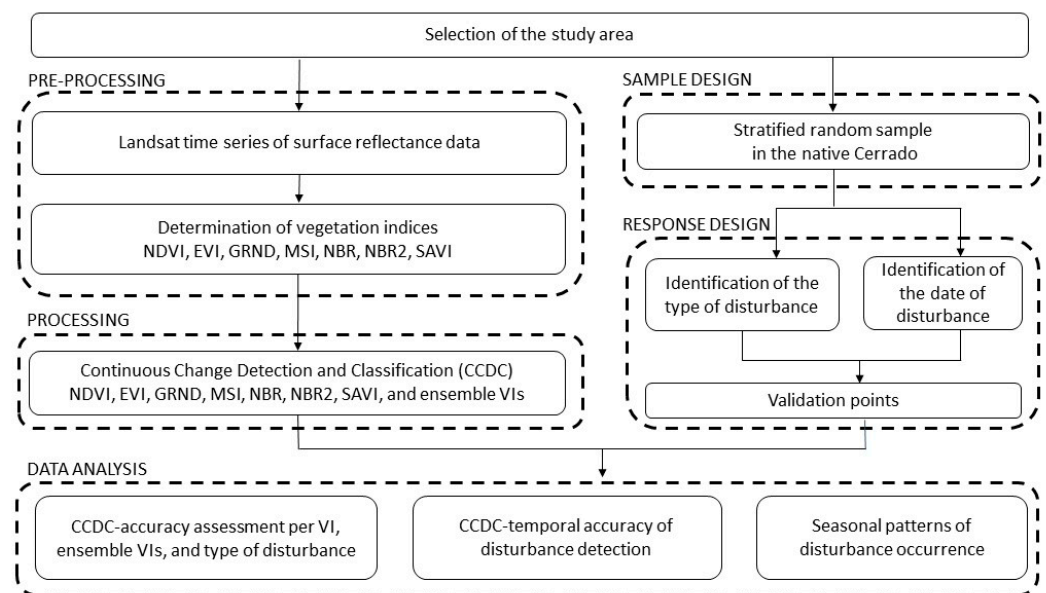 Selection of the study area
PRE-PROCESSING
Landsat time series of surface reflectance data
Determination of vegetation indices
NDVI, EVI, GRND, MSI, NBR, NBR2, SAVI
PROCESSING
Continuous Change Detection and Classification (CCDC)
NDVI, EVI, GRND, MSI, NBR, NBR2, SAVI, and ensemble VIs
SAMPLE DESIGN
Stratified random sample
in the native Cerrado
RESPONSE DESIGN
Identification of the
type of disturbance
Identification of
the date of
disturbance
Validation points
DATA ANALYSIS
CCDC-accuracy assessment per VI,
ensemble VIs, and type of disturbance
CCDC-temporal accuracy of
disturbance detection
Seasonal patterns of
disturbance occurrence